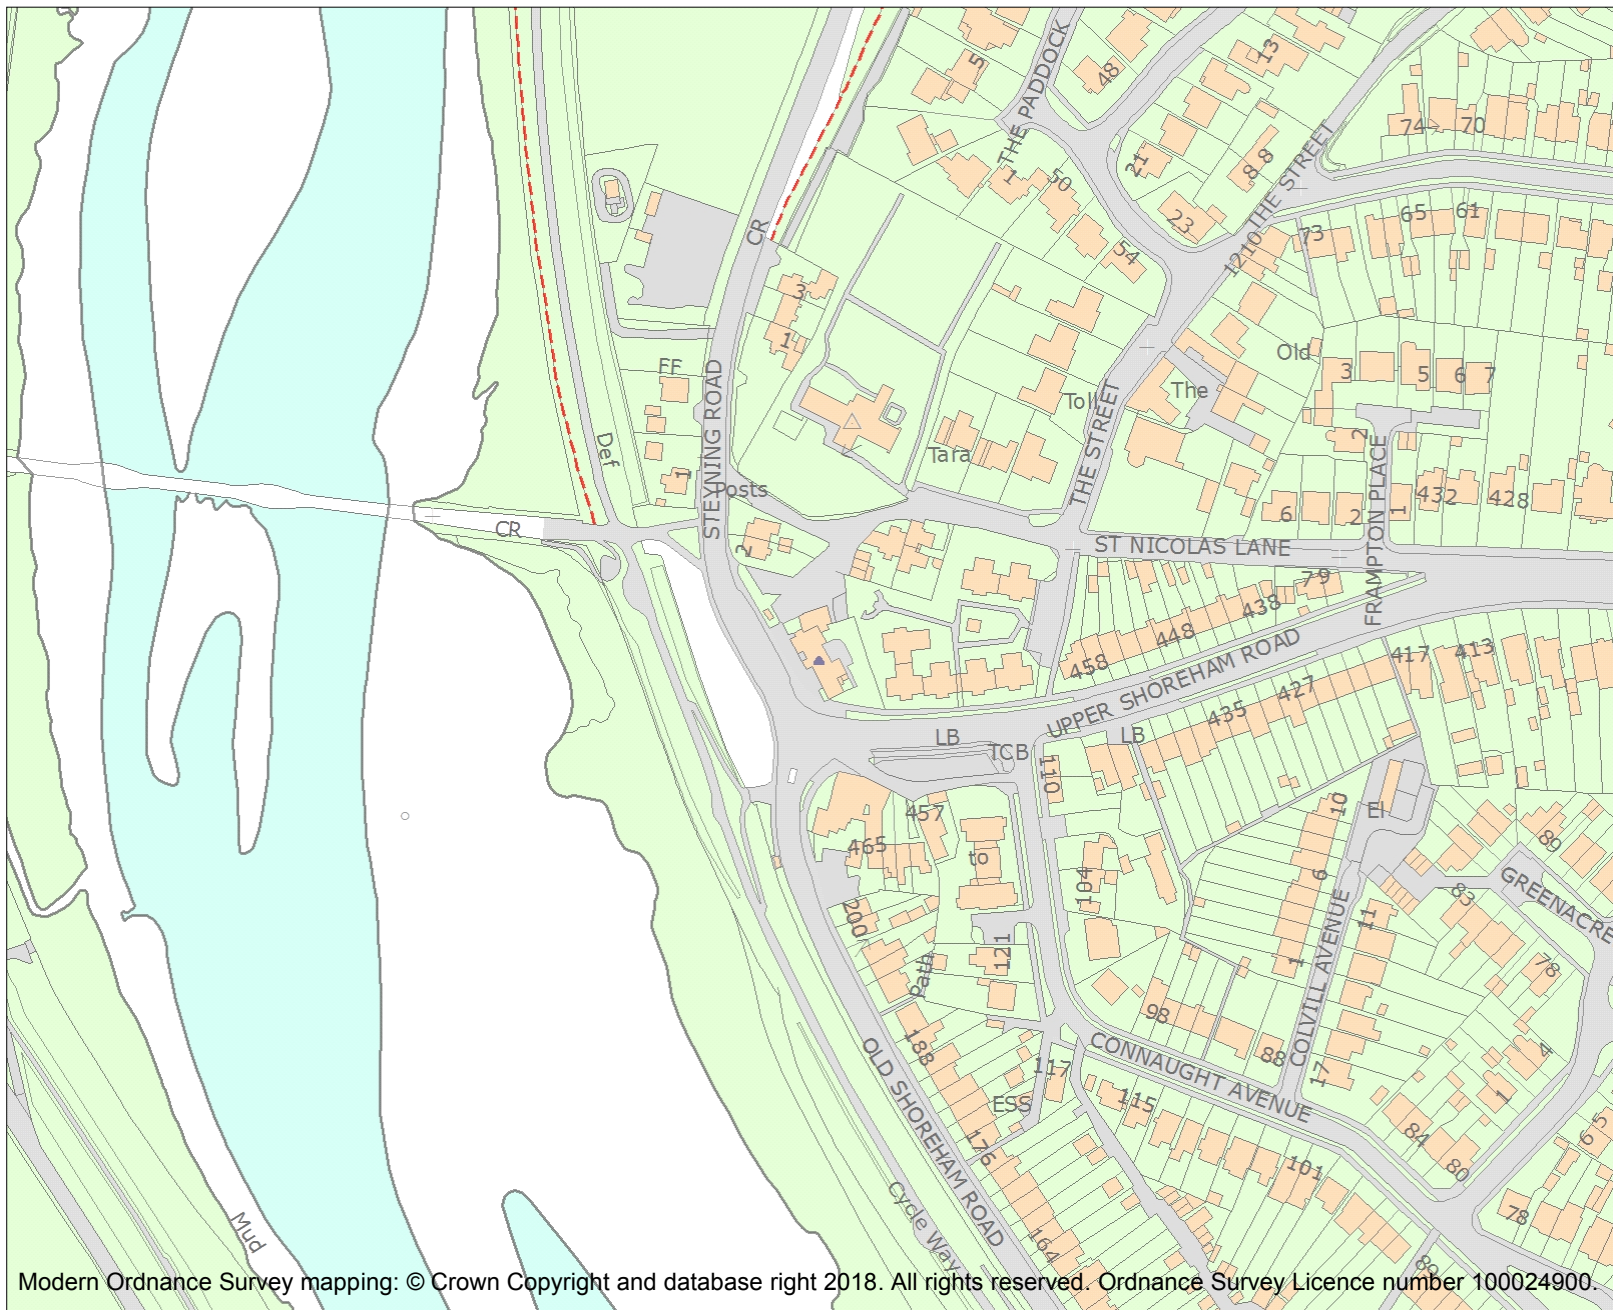 THE PADDOCK
5
48
13
74
70
21
8 8
THE STREET
1
50
23
65
61
73
1210
54
CR
3
1
FF
STEYNING ROAD
Old
3
5
6
7
The
Toll
THE STREET
2
Def
Tara
1
Posts
FRAMPTON PLACE
6
2
1
432
428
CR
2
ST NICOLAS LANE
79
438
448
458
UPPER SHOREHAM ROAD
417
413
427
435
LB
TCB
LB
110
10
El
457
465
to
104
6
89
GREENACRE
83
200
11
121
Path
1
78
COLVILL AVENUE
98
88
188
OLD SHOREHAM ROAD
CONNAUGHT AVENUE
117
17
4
1
ESS
115
84
5
6
176
101
80
78
Cycle Way
164
Mud
80
Modern Ordnance Survey mapping: © Crown Copyright and database right 2018. All rights reserved. Ordnance Survey Licence number 100024900.